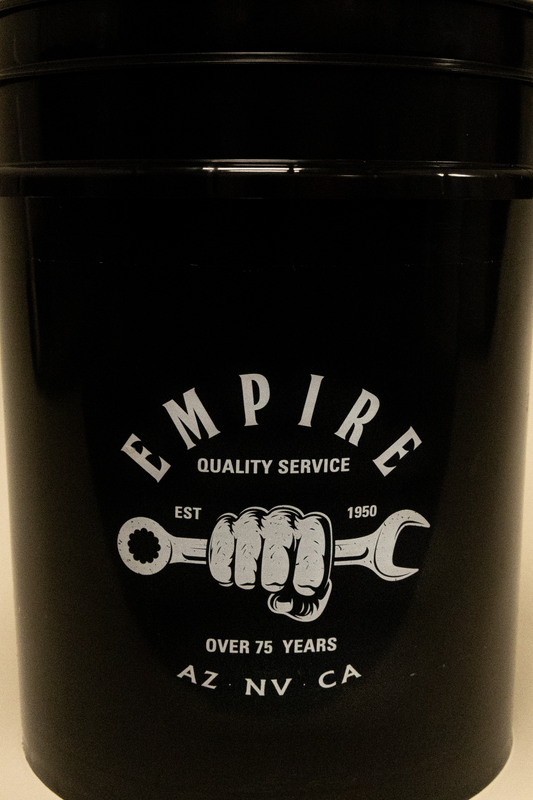 EMPIRE
QUALITY SERVICE
EST 1950
OVER 75 YEARS
AZ · NV · CA